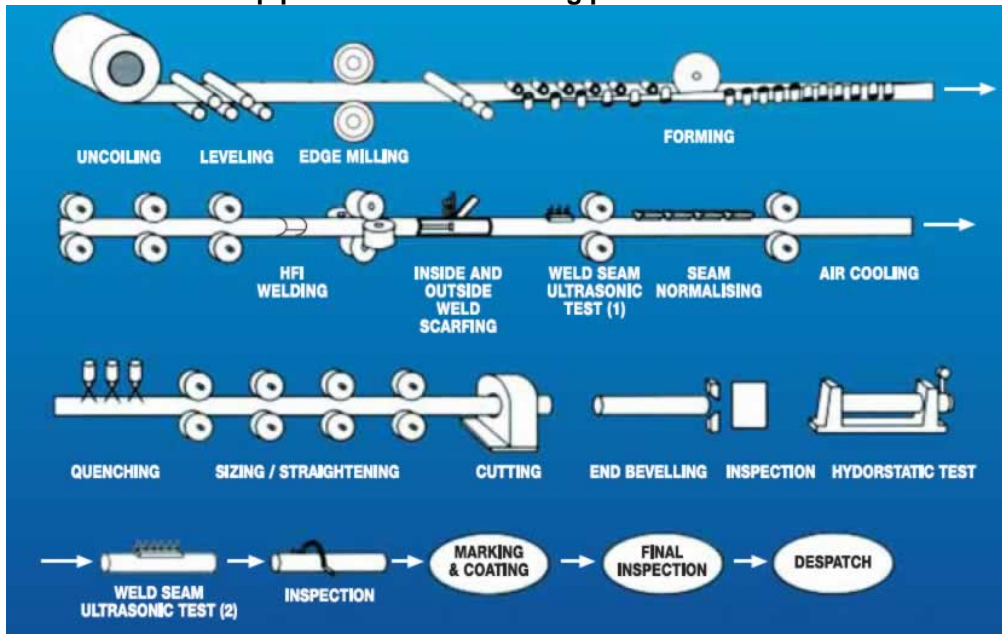 UNCOILING
LEVELING
EDGE MILLING
FORMING
HFI
WELDING
INSIDE AND
OUTSIDE
WELD
SCARFING
WELD SEAM
ULTRASONIC
TEST (1)
SEAM
NORMALISING
AIR COOLING
QUENCHING
SIZING / STRAIGHTENING
CUTTING
END BEVELLING
INSPECTION
HYDORSTATIC TEST
WELD SEAM
ULTRASONIC TEST (2)
INSPECTION
MARKING
& COATING
FINAL
INSPECTION
DESPATCH